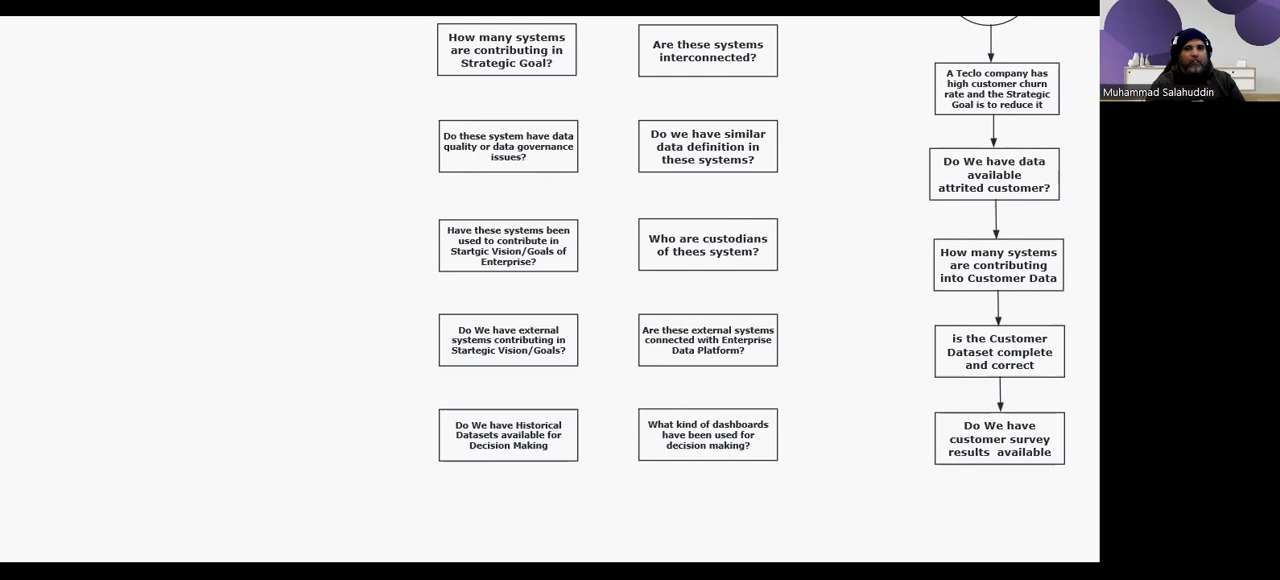 How many systems
are contributing in
Strategic Goal?
Are these systems
interconnected?
Do these system have data
quality or data governance
issues?
Do we have similar
data definition in
these systems?
Have these systems been
used to contribute in
Startgic Vision/Goals of
Enterprise?
Who are custodians
of thees system?
Do We have external
systems contributing in
Startegic Vision/Goals?
Are these external systems
connected with Enterprise
Data Platform?
Do We have Historical
Datasets available for
Decision Making
What kind of dashboards
have been used for
decision making?
A Teclo company has
high customer churn
rate and the Strategic
Goal is to reduce it
Do We have data
available
attrited customer?
How many systems
are contributing
into Customer Data
is the Customer
Dataset complete
and correct
Do We have
customer survey
results available
Muhammad Salahuddin